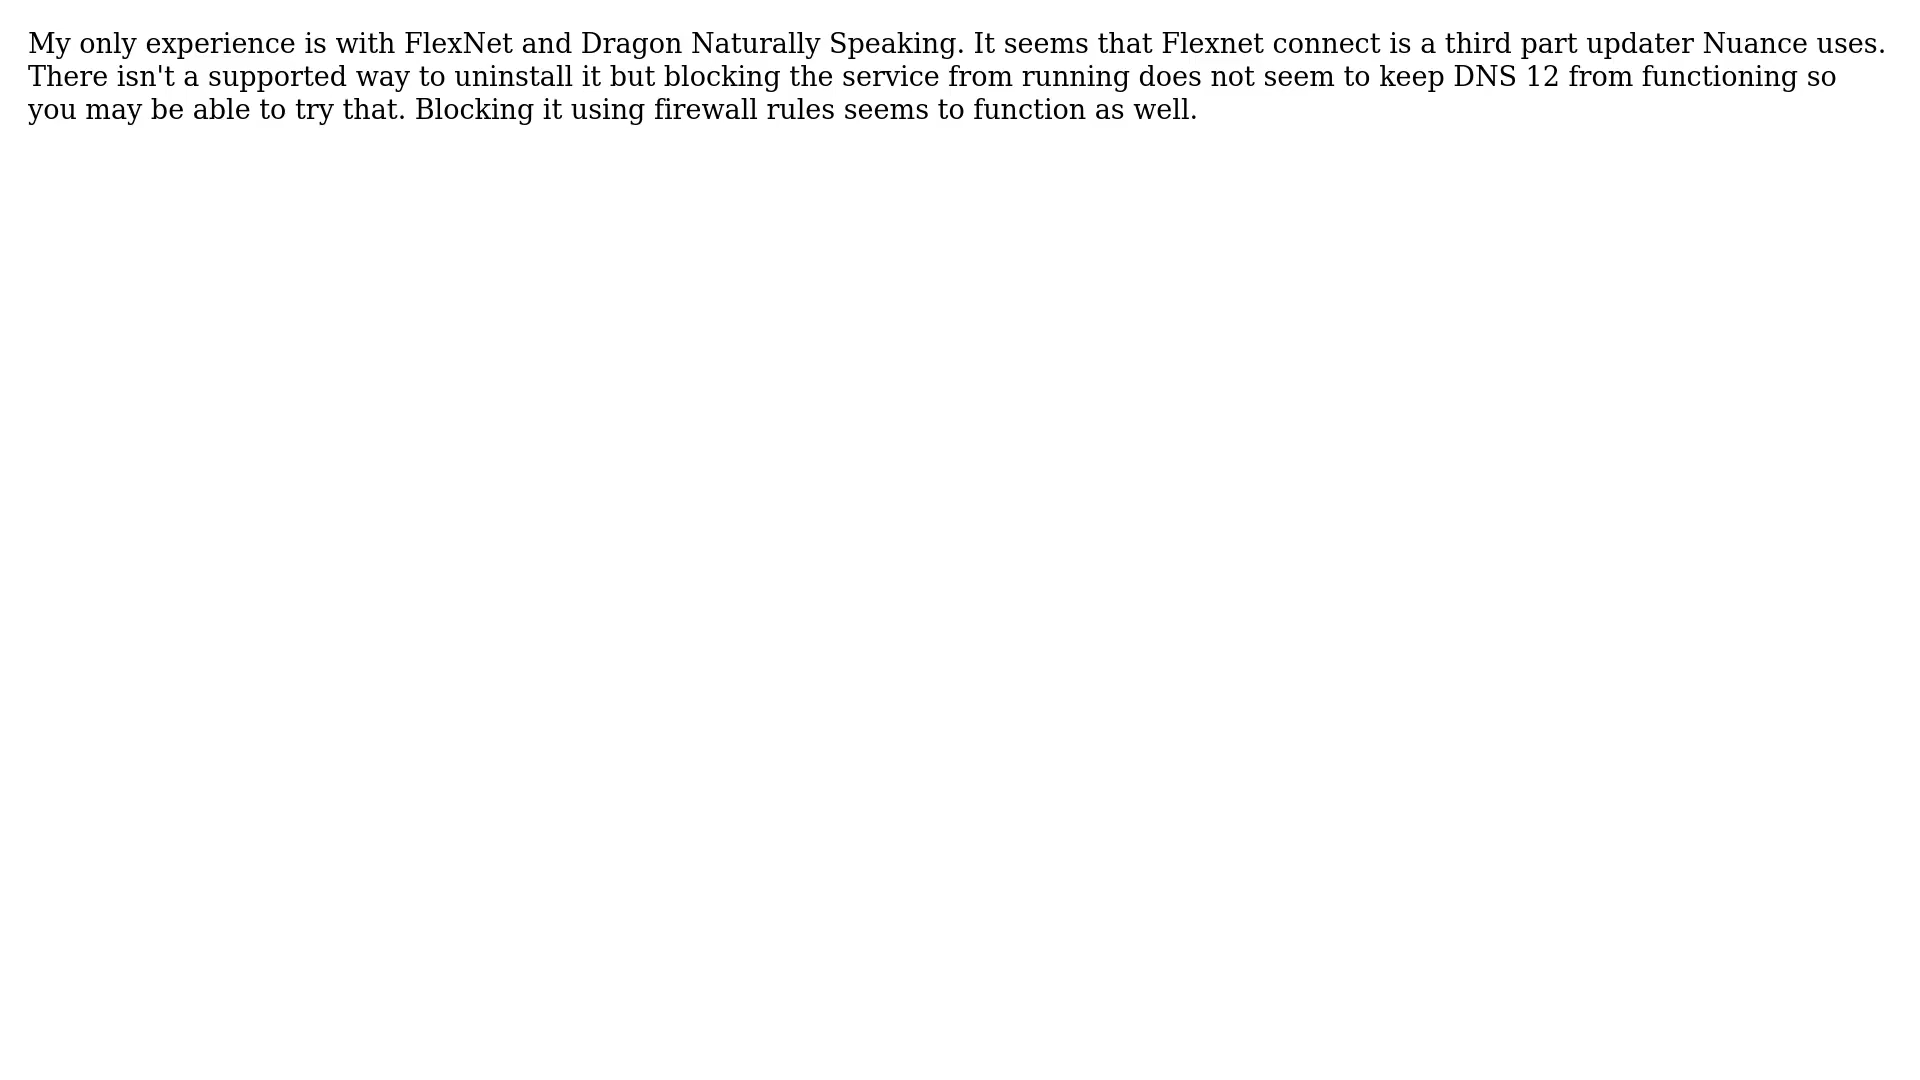 My only experience is with FlexNet and Dragon Naturally Speaking. It seems that Flexnet connect is a third part updater Nuance uses.
There isn't a supported way to uninstall it but blocking the service from running does not seem to keep DNS 12 from functioning so
you may be able to try that. Blocking it using firewall rules seems to function as well.